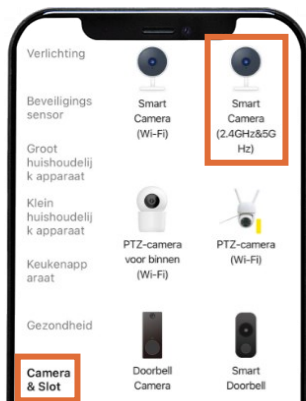 Verlichting
Beveiligings
sensor
Groot
huishoudelij
k apparaat
Klein
huishoudelij
k apparaat
Keukenapp
araat
Gezondheid
Camera
& Slot
Smart
Camera
(Wi-Fi)
Smart
Camera
(2.4GHz&5G
Hz)
PTZ-camera
voor binnen
(Wi-Fi)
PTZ-camera
(Wi-Fi)
Doorbell
Camera
Smart
Doorbell